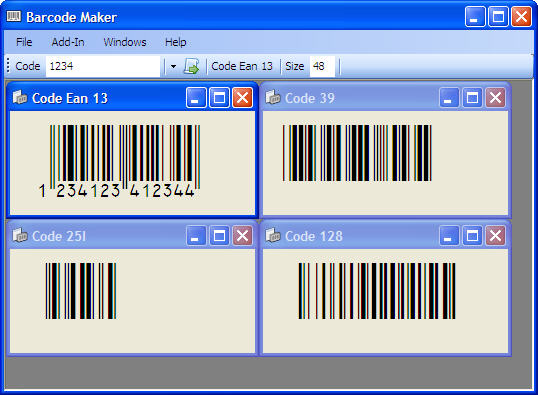 Barcode Maker
File Add-In Windows Help
Code 1234 Code Ean 13 Size 48
Code Ean 13
Code 39
1 234123 412344
Code 25I
Code 128